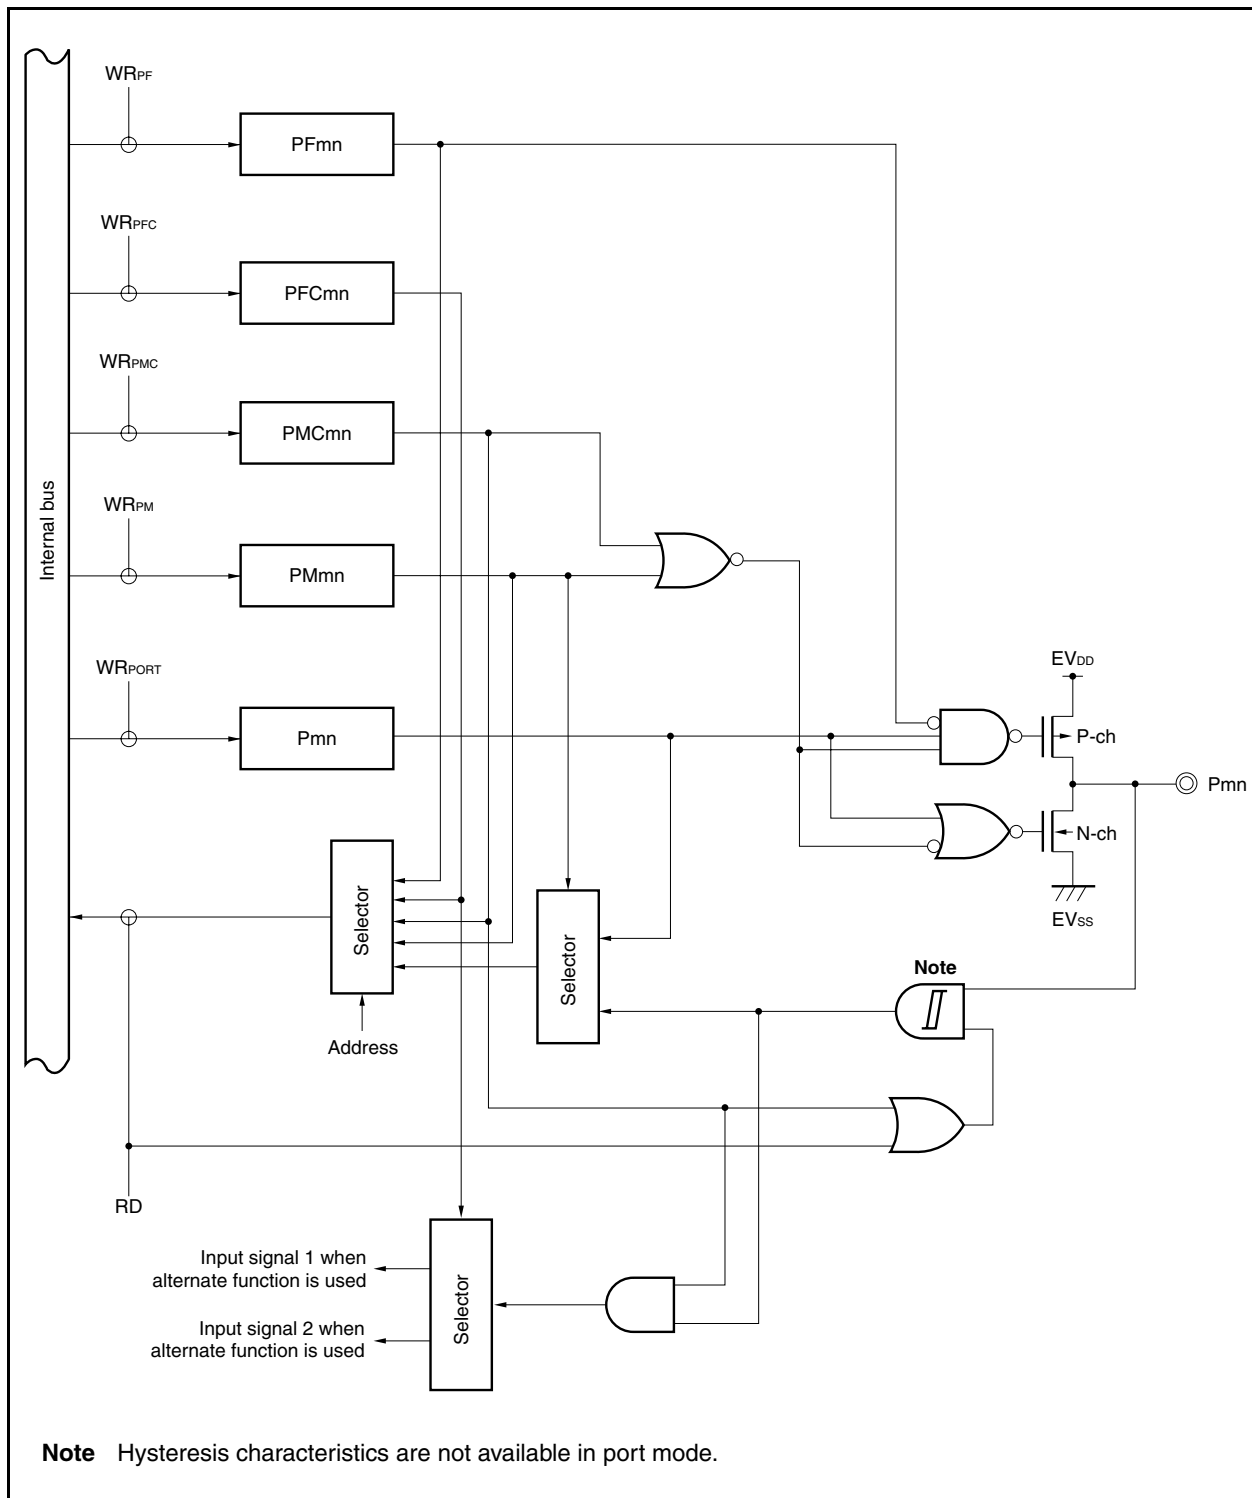 WRPF
PFmn
WRPFC
PFCmn
WRPMC
PMCmn
Internal bus
WRPM
PMmn
WRPORT
Pmn
EVDD
P-ch
Pmn
N-ch
EVSS
Selector
Selector
Note
Address
RD
Input signal 1 when
alternate function is used
Input signal 2 when
alternate function is used
Selector
Note Hysteresis characteristics are not available in port mode.